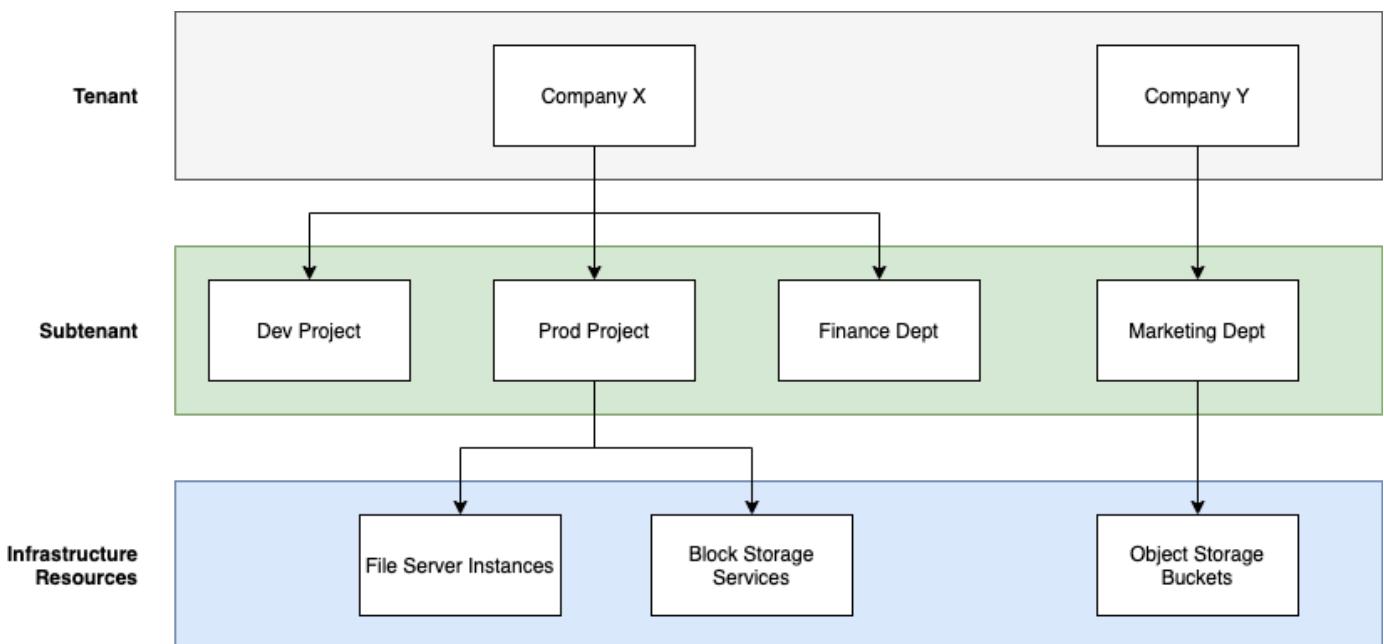 Tenant
Company X
Company Y
Subtenant
Dev Project
Prod Project
Finance Dept
Marketing Dept
Infrastructure
Resources
File Server Instances
Block Storage
Services
Object Storage
Buckets